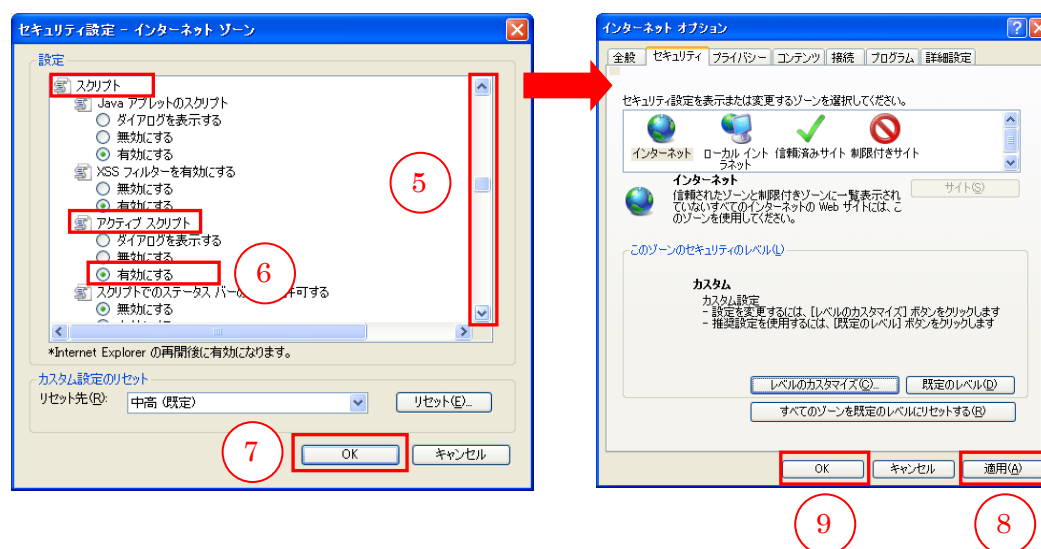 セキュリティ設定 - インターネット ゾーン
設定
スクリプト
Java アプレットのスクリプト
ダイアログを表示する
無効にする
有効にする
XSS フィルターを有効にする
無効にする
有効にする
アクティブ スクリプト
ダイアログを表示する
無効にする
有効にする
スクリプトでのステータス バーの
可する
無効にする
*Internet Explorer の再開後に有効になります。
カスタム設定のリセット
リセット先(R):
中高 (既定)
リセット(E)...
OK
キャンセル
5
6
7
インターネット オプション
全般
セキュリティ
プライバシー
コンテンツ
接続
プログラム
詳細設定
セキュリティ設定を表示または変更するゾーンを選択してください。
インターネット
ローカル イント
ラネット
信頼済みサイト
制限付きサイト
インターネット
信頼されたゾーンと制限付きゾーンに一覧表示され
ていないすべてのインターネットの Web サイトには、こ
のゾーンを使用してください。
サイト(S)
このゾーンのセキュリティのレベル(L)
カスタム
カスタム設定
- 設定を変更するには、[レベルのカスタマイズ] ボタンをクリックします
- 推奨設定を使用するには、[既定のレベル] ボタンをクリックします
レベルのカスタマイズ(C)...
既定のレベル(D)
すべてのゾーンを既定のレベルにリセットする(R)
OK
キャンセル
適用(A)
9
8